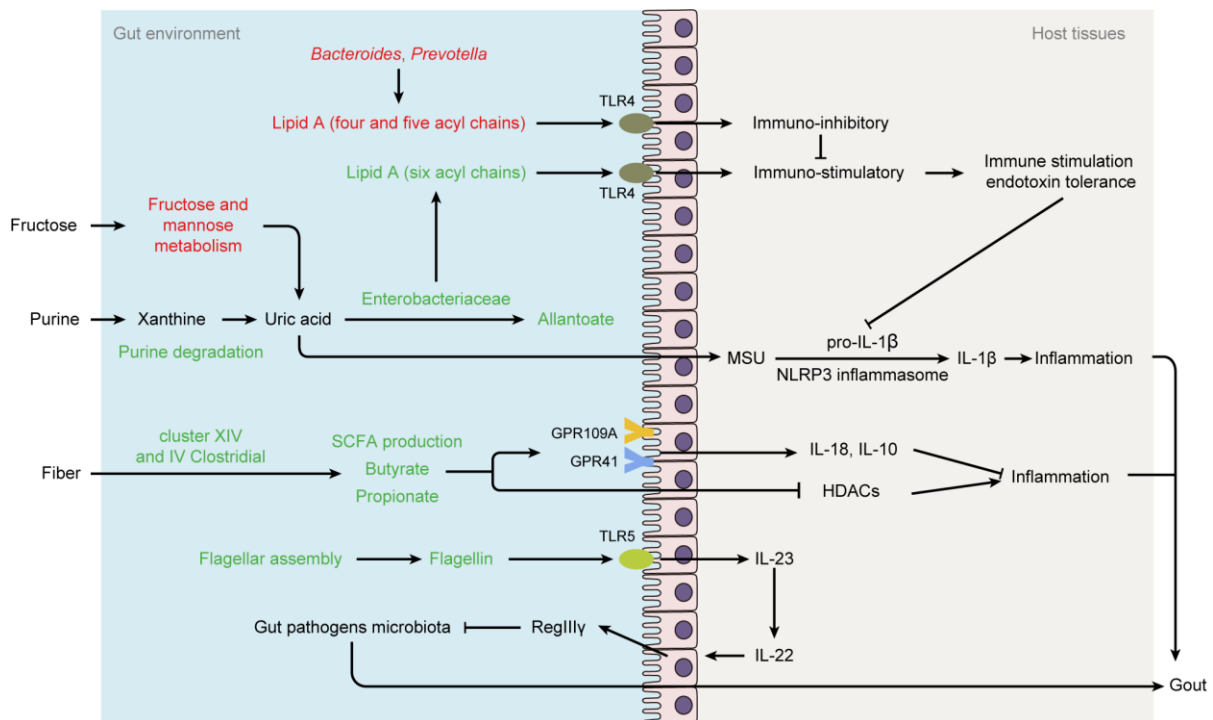 Gut environment
Host tissues
Bacteroides, Prevotella
TLR4
Lipid A (four and five acyl chains)
Immuno-inhibitory
Lipid A (six acyl chains)
TLR4
Immuno-stimulatory
Immune stimulation
endotoxin tolerance
Fructose
Fructose and
mannose
metabolism
Enterobacteriaceae
Purine
Xanthine
Uric acid
Allantoate
Purine degradation
pro-IL-1β
MSU
NLRP3 inflammasome
IL-1β
Inflammation
cluster XIV
and IV Clostridial
SCFA production
Butyrate
Propionate
GPR109A
GPR41
Fiber
IL-18, IL-10
HDACs
Inflammation
TLR5
Flagellar assembly
Flagellin
IL-23
Gut pathogens microbiota
RegIIIγ
IL-22
Gout